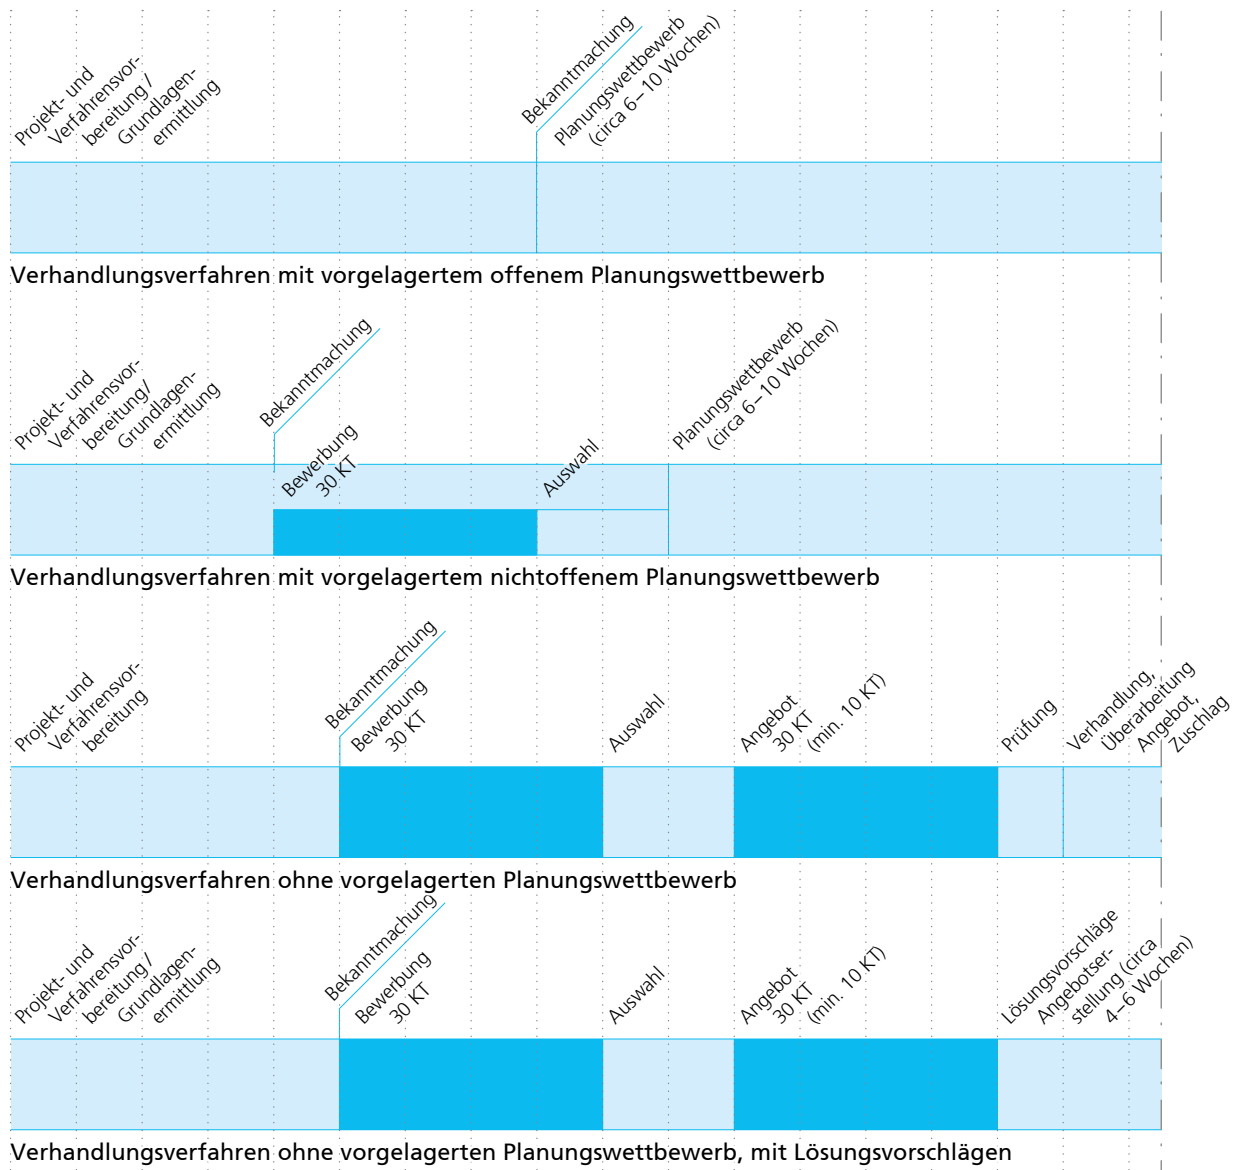 Projekt- und
Verfahrensvor-
bereitung /
Grundlagen-
ermittlung
Bekanntmachung
Planungswettbewerb
(circa 6–10 Wochen)
Verhandlungsverfahren mit vorgelagertem offenem Planungswettbewerb
Projekt- und
Verfahrensvor-
bereitung/
Grundlagen-
ermittlung
Bekanntmachung
Bewerbung
30 KT
Auswahl
Planungswettbewerb
(circa 6–10 Wochen)
Verhandlungsverfahren mit vorgelagertem nichtoffenem Planungswettbewerb
Projekt- und
Verfahrensvor-
bereitung
Bekanntmachung
Bewerbung
30 KT
Auswahl
Angebot
30 KT
(min. 10 KT)
Prüfung
Verhandlung,
Überarbeitung
Angebot,
Zuschlag
Verhandlungsverfahren ohne vorgelagerten Planungswettbewerb
Projekt- und
Verfahrensvor-
bereitung /
Grundlagen-
ermittlung
Bekanntmachung
Bewerbung
30 KT
Auswahl
Angebot
30 KT
(min. 10 KT)
Lösungsvorschläge
Angebotser-
stellung (circa
4–6 Wochen)
Verhandlungsverfahren ohne vorgelagerten Planungswettbewerb, mit Lösungsvorschlägen